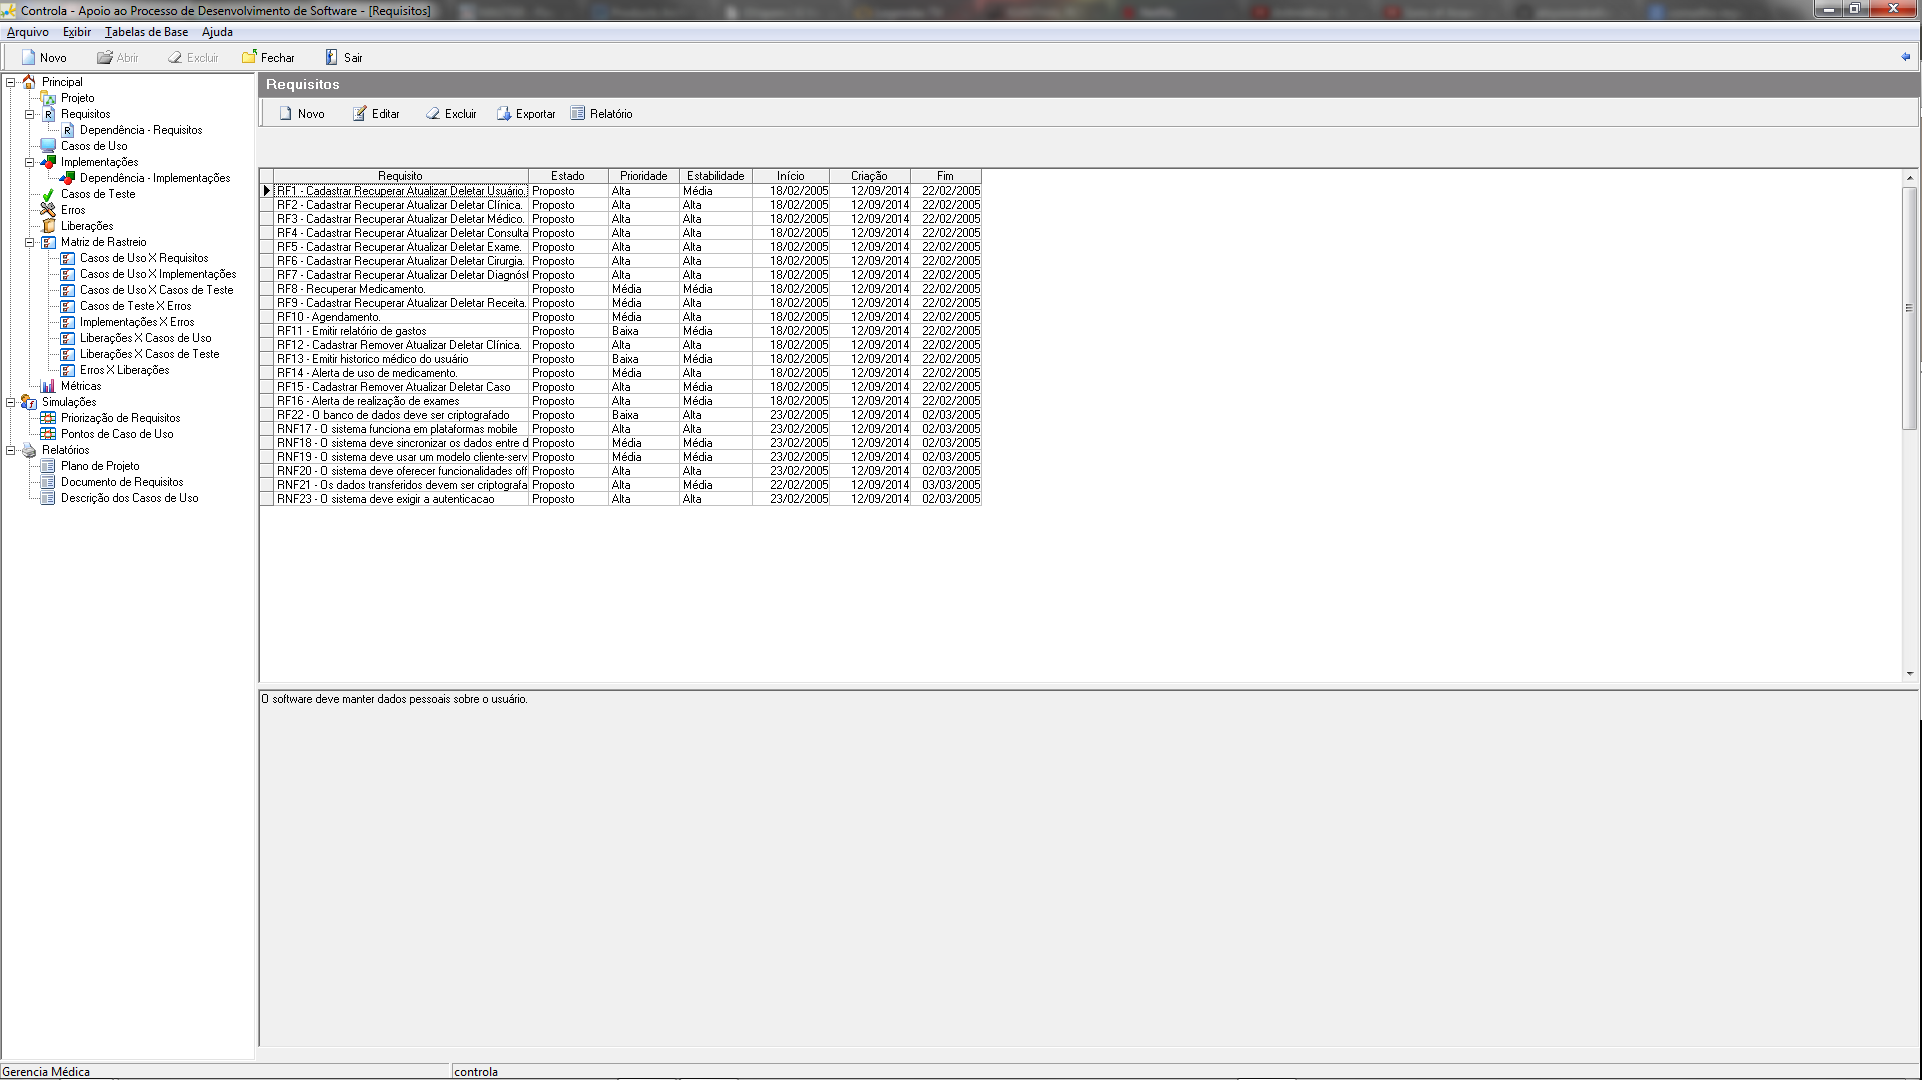 Controla - Apoio ao Processo de Desenvolvimento de Software - [Requisitos]
Arquivo Exibir Tabelas de Base Ajuda
Novo Abrir Excluir Fechar Sair
Principal
Projeto
Requisitos
Dependência - Requisitos
Casos de Uso
Implementações
Dependência - Implementações
Casos de Teste
Erros
Liberações
Matriz de Rastreio
Casos de Uso X Requisitos
Casos de Uso X Implementações
Casos de Uso X Casos de Teste
Casos de Teste X Erros
Implementações X Erros
Liberações X Casos de Uso
Liberações X Casos de Teste
Erros X Liberações
Métricas
Simulações
Priorização de Requisitos
Pontos de Caso de Uso
Relatórios
Plano de Projeto
Documento de Requisitos
Descrição dos Casos de Uso
Requisitos
Novo Editar Excluir Exportar Relatório
Requisito Estado Prioridade Estabilidade Início Criação Fim
RF1 - Cadastrar Recuperar Atualizar Deletar Usuário. Proposto Alta Média 18/02/2005 12/09/2014 22/02/2005
RF2 - Cadastrar Recuperar Atualizar Deletar Clínica. Proposto Alta Alta 18/02/2005 12/09/2014 22/02/2005
RF3 - Cadastrar Recuperar Atualizar Deletar Médico. Proposto Alta Alta 18/02/2005 12/09/2014 22/02/2005
RF4 - Cadastrar Recuperar Atualizar Deletar Consulta Proposto Alta Alta 18/02/2005 12/09/2014 22/02/2005
RF5 - Cadastrar Recuperar Atualizar Deletar Exame. Proposto Alta Alta 18/02/2005 12/09/2014 22/02/2005
RF6 - Cadastrar Recuperar Atualizar Deletar Cirurgia. Proposto Alta Alta 18/02/2005 12/09/2014 22/02/2005
RF7 - Cadastrar Recuperar Atualizar Deletar Diagnóst Proposto Alta Alta 18/02/2005 12/09/2014 22/02/2005
RF8 - Recuperar Medicamento. Proposto Média Média 18/02/2005 12/09/2014 22/02/2005
RF9 - Cadastrar Recuperar Atualizar Deletar Receita. Proposto Média Alta 18/02/2005 12/09/2014 22/02/2005
RF10 - Agendamento. Proposto Média Alta 18/02/2005 12/09/2014 22/02/2005
RF11 - Emitir relatório de gastos Proposto Baixa Média 18/02/2005 12/09/2014 22/02/2005
RF12 - Cadastrar Remover Atualizar Deletar Clínica. Proposto Alta Alta 18/02/2005 12/09/2014 22/02/2005
RF13 - Emitir historico médico do usuário Proposto Baixa Média 18/02/2005 12/09/2014 22/02/2005
RF14 - Alerta de uso de medicamento. Proposto Média Alta 18/02/2005 12/09/2014 22/02/2005
RF15 - Cadastrar Remover Atualizar Deletar Caso Proposto Alta Média 18/02/2005 12/09/2014 22/02/2005
RF16 - Alerta de realização de exames Proposto Alta Média 18/02/2005 12/09/2014 22/02/2005
RF22 - O banco de dados deve ser criptografado Proposto Baixa Alta 23/02/2005 12/09/2014 02/03/2005
RNF17 - O sistema funciona em plataformas mobile Proposto Alta Alta 23/02/2005 12/09/2014 02/03/2005
RNF18 - O sistema deve sincronizar os dados entre d Proposto Média Média 23/02/2005 12/09/2014 02/03/2005
RNF19 - O sistema deve usar um modelo cliente-serv Proposto Média Média 23/02/2005 12/09/2014 02/03/2005
RNF20 - O sistema deve oferecer funcionalidades off Proposto Alta Alta 23/02/2005 12/09/2014 02/03/2005
RNF21 - Os dados transferidos devem ser criptografa Proposto Alta Média 22/02/2005 12/09/2014 03/03/2005
RNF23 - O sistema deve exigir a autenticacao Proposto Alta Alta 23/02/2005 12/09/2014 02/03/2005
O software deve manter dados pessoais sobre o usuário.
Gerencia Médica controla